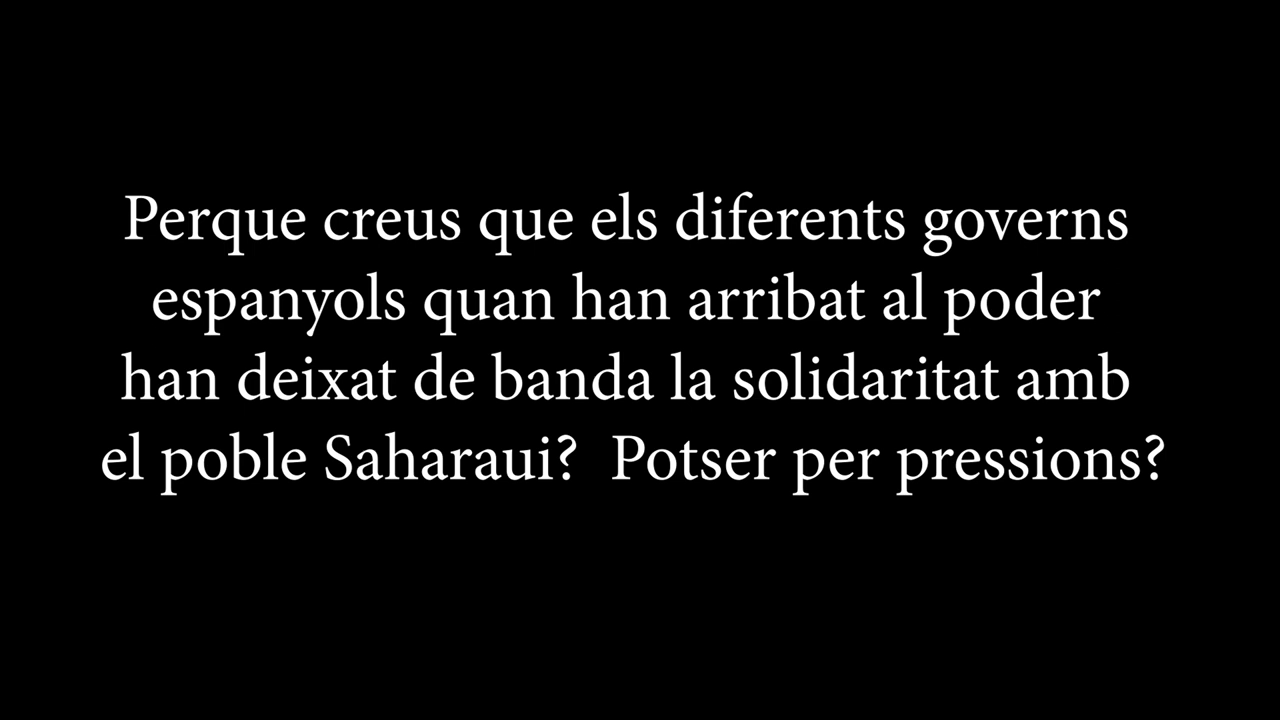 Perque creus que els diferents governs
espanyols quan han arribat al poder
han deixat de banda la solidaritat amb
el poble Saharaui?  Potser per pressions?